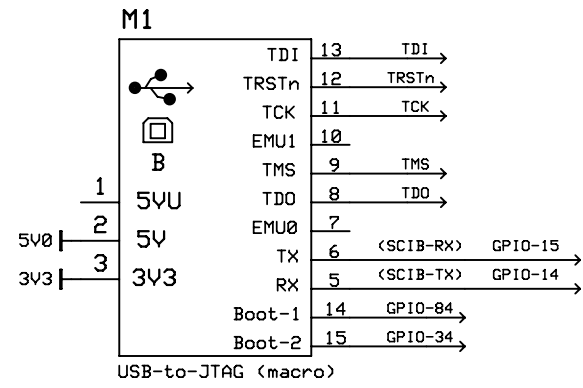 M1
TDI 13 TDI
TRSTn 12 TRSTn
TCK 11 TCK
EMU1 10
B
TMS 9 TMS
1 5VU
TDO 8 TDO
EMU0 7
5V0 2 5V
TX 6 (SCIB-RX) GPIO-15
3V3 3 3V3
RX 5 (SCIB-TX) GPIO-14
Boot-1 14 GPIO-84
Boot-2 15 GPIO-34
USB-to-JTAG (macro)